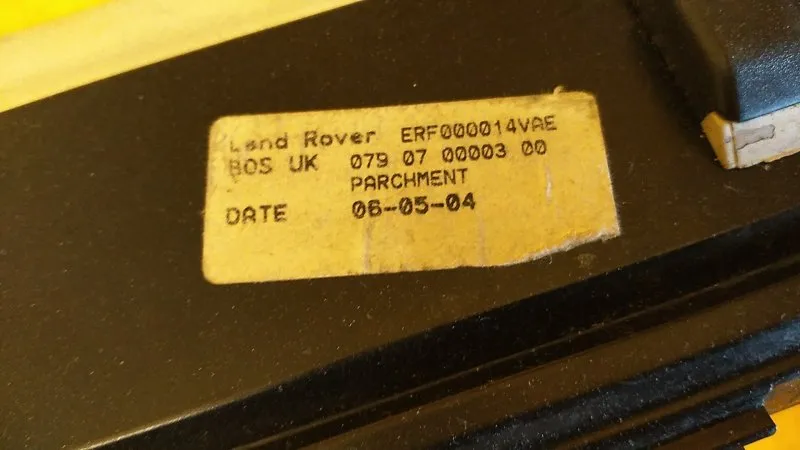 Land Rover ERF000014VAE
BOS UK 079 07 00003 00
PARCHMENT
DATE 06-05-04